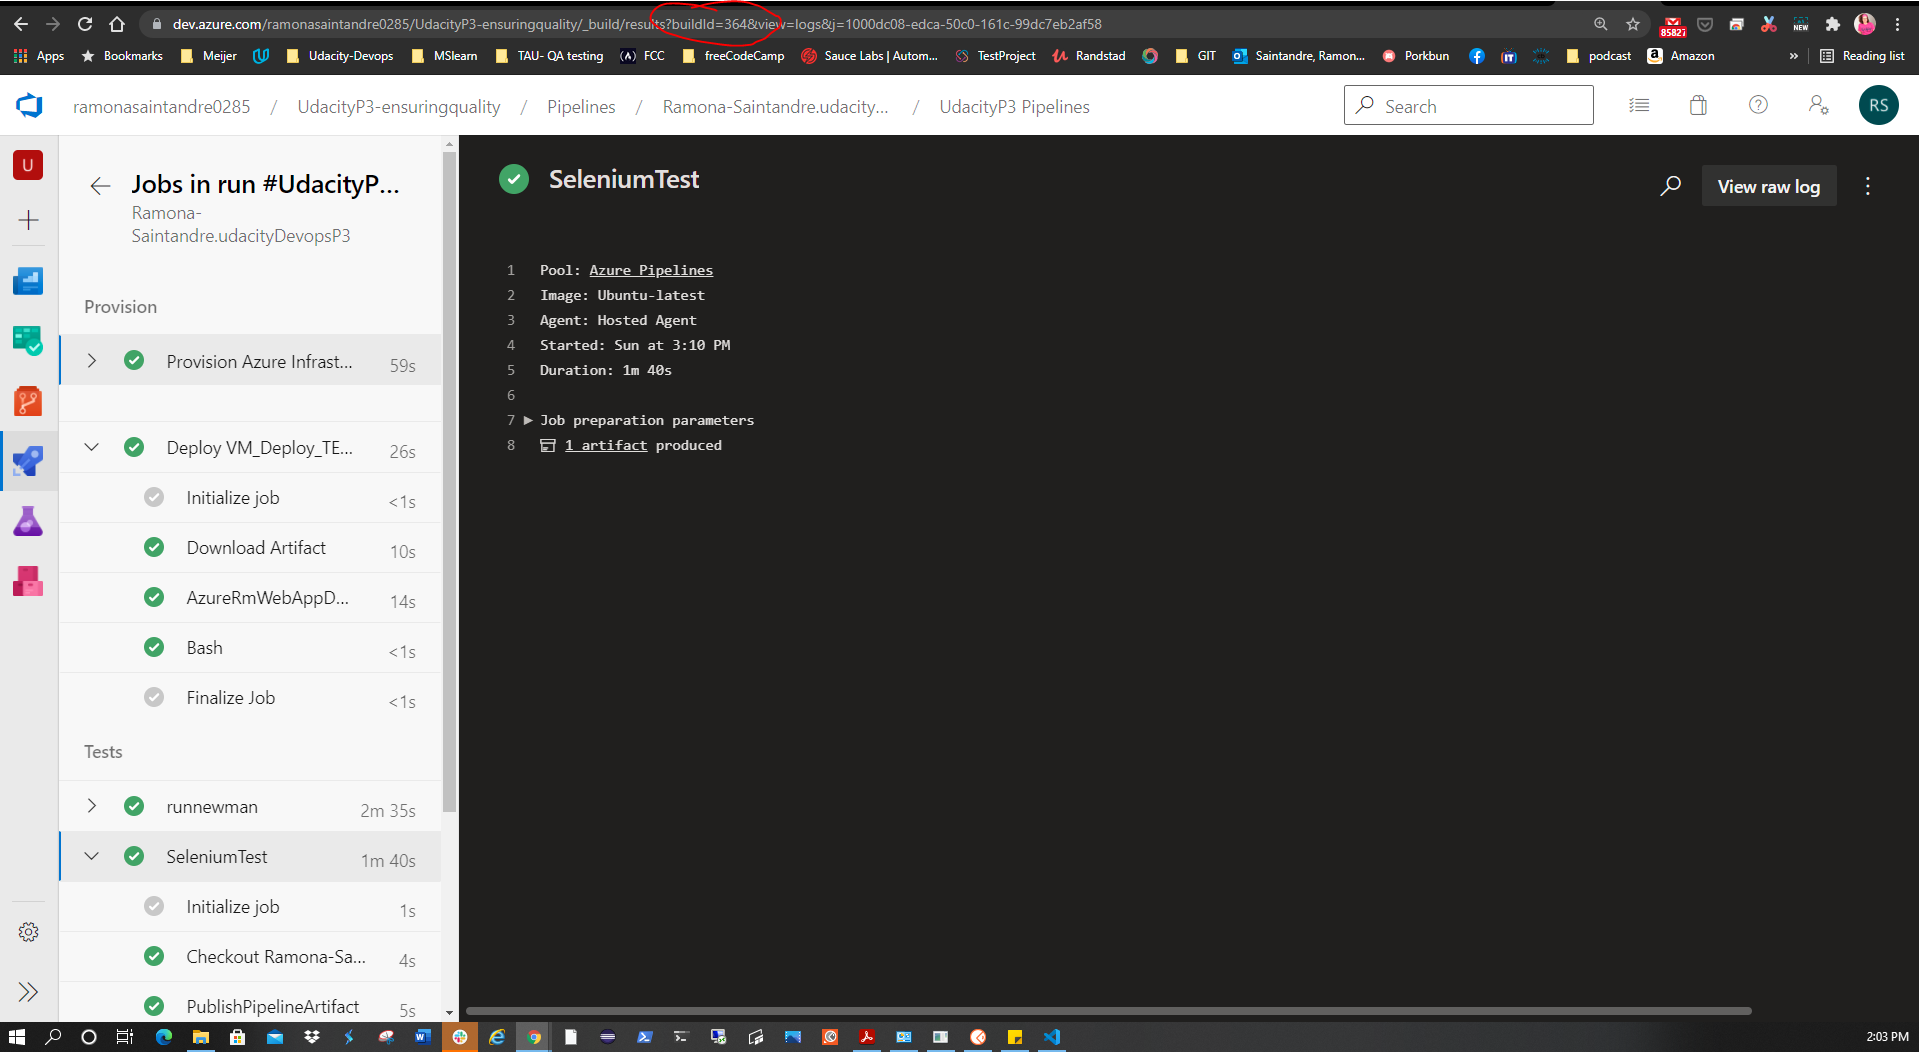 dev.azure.com/ramonasaintandre0285/UdacityP3-ensuringquality/_build/results?buildId=364&view=logs&j=1000dc08-edca-50c0-161c-99dc7eb2af58
85827
NEW
Apps Bookmarks Meijer Udacity-Devops MSlearn TAU- QA testing FCC freeCodeCamp Sauce Labs | Autom... TestProject Randstad GIT Saintandre, Ramon... Porkbun podcast Amazon » Reading list
ramonasaintandre0285 / UdacityP3-ensuringquality / Pipelines / Ramona-Saintandre.udacity... / UdacityP3 Pipelines Search RS
U
Jobs in run #UdacityP...
Ramona-
Saintandre.udacityDevopsP3
Provision
Provision Azure Infrast... 59s
Deploy VM_Deploy_TE... 26s
Initialize job <1s
Download Artifact 10s
AzureRmWebAppD... 14s
Bash <1s
Finalize Job <1s
Tests
runnewman 2m 35s
SeleniumTest 1m 40s
Initialize job 1s
Checkout Ramona-Sa... 4s
PublishPipelineArtifact 5s
SeleniumTest
View raw log
1 Pool: Azure Pipelines
2 Image: Ubuntu-latest
3 Agent: Hosted Agent
4 Started: Sun at 3:10 PM
5 Duration: 1m 40s
6
7 Job preparation parameters
8 1 artifact produced
2:03 PM